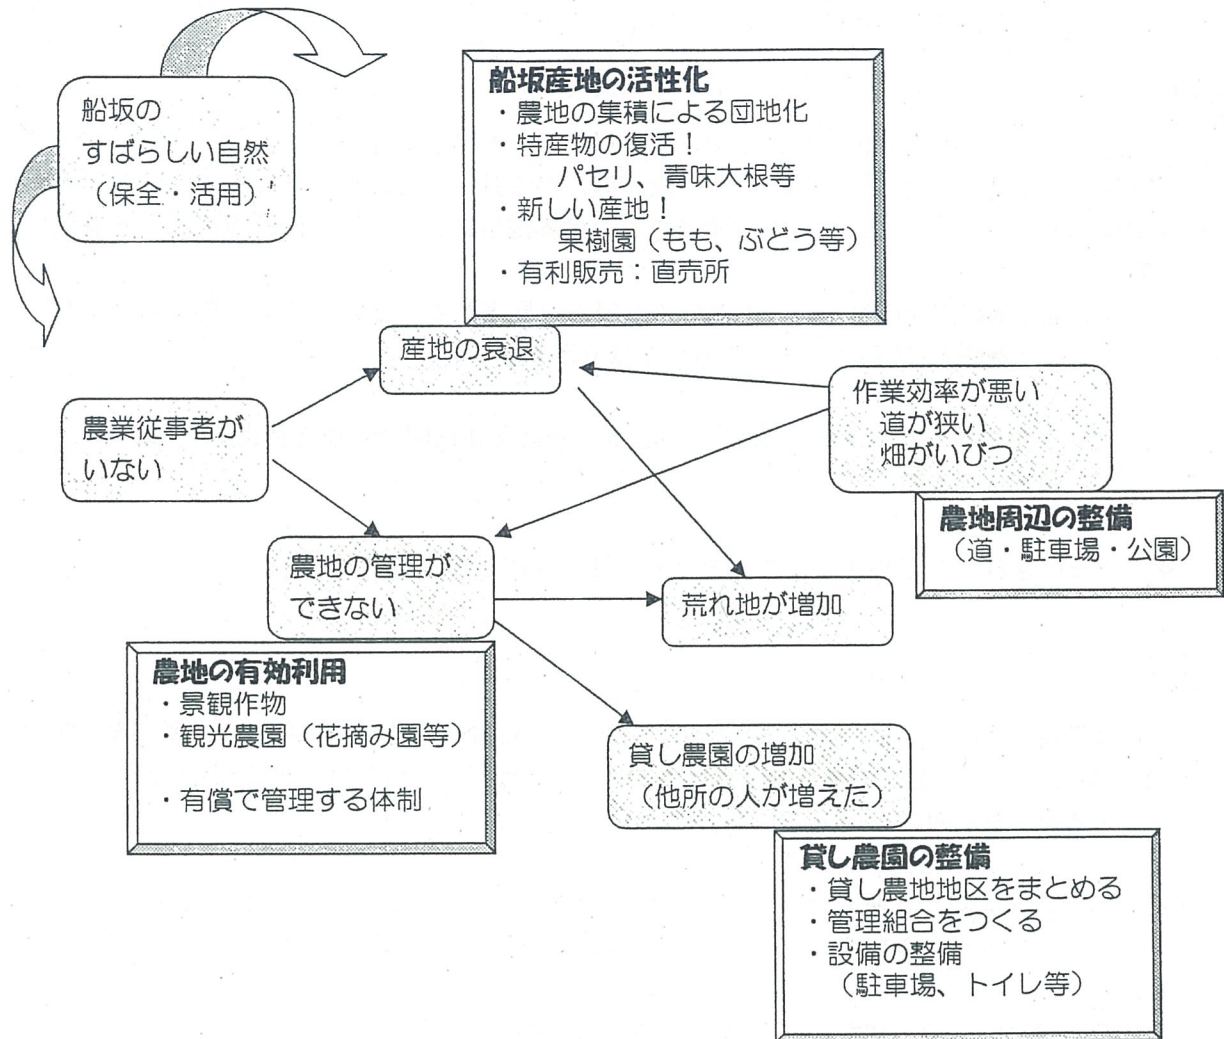 船坂の
すばらしい自然
（保全・活用）
船坂産地の活性化
・農地の集積による団地化
・特産物の復活！
パセリ、青味大根等
・新しい産地！
果樹園（もも、ぶどう等）
・有利販売：直売所
産地の衰退
作業効率が悪い
道が狭い
畑がいびつ
農業従事者が
いない
農地周辺の整備
（道・駐車場・公園）
農地の管理が
できない
荒れ地が増加
農地の有効利用
・景観作物
・観光農園（花摘み園等）
・有償で管理する体制
貸し農園の増加
（他所の人が増えた）
貸し農園の整備
・貸し農地地区をまとめる
・管理組合をつくる
・設備の整備
（駐車場、トイレ等）